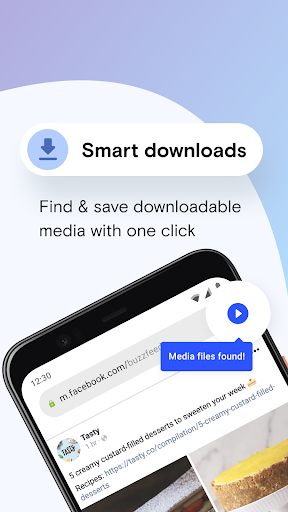 Smart downloads
Find & save downloadable
media with one click
12:30
m.facebook.com/buzzfee
Media files found!
Tasty
1 hr
5 creamy custard-filled desserts to sweeten your week
Recipes: https://tasty.co/compilation/5-creamy-custard-filled-
desserts